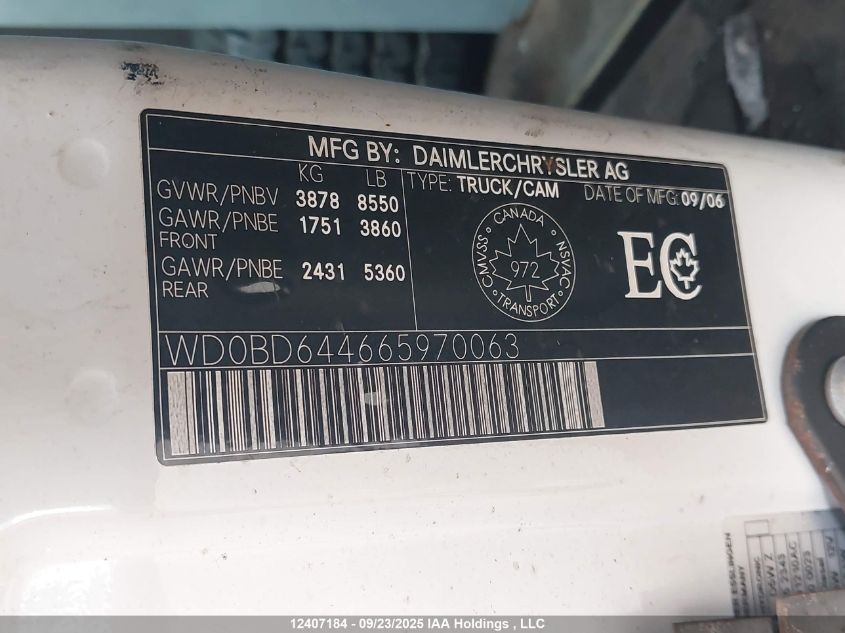 MFG BY: DAIMLERCHRYSLER AG
KG LB
TYPE: TRUCK/CAM
DATE OF MFG: 09/06
GVWR/PNBV 3878 8550
GAWR/PNBE FRONT 1751 3860
GAWR/PNBE REAR 2431 5360
CANADA
CMVSS NSVAC
972
TRANSPORT
EC
WD0BD644665970063
ESSLINGEN
12V
12407184 - 09/23/2025 IAA Holdings , LLC